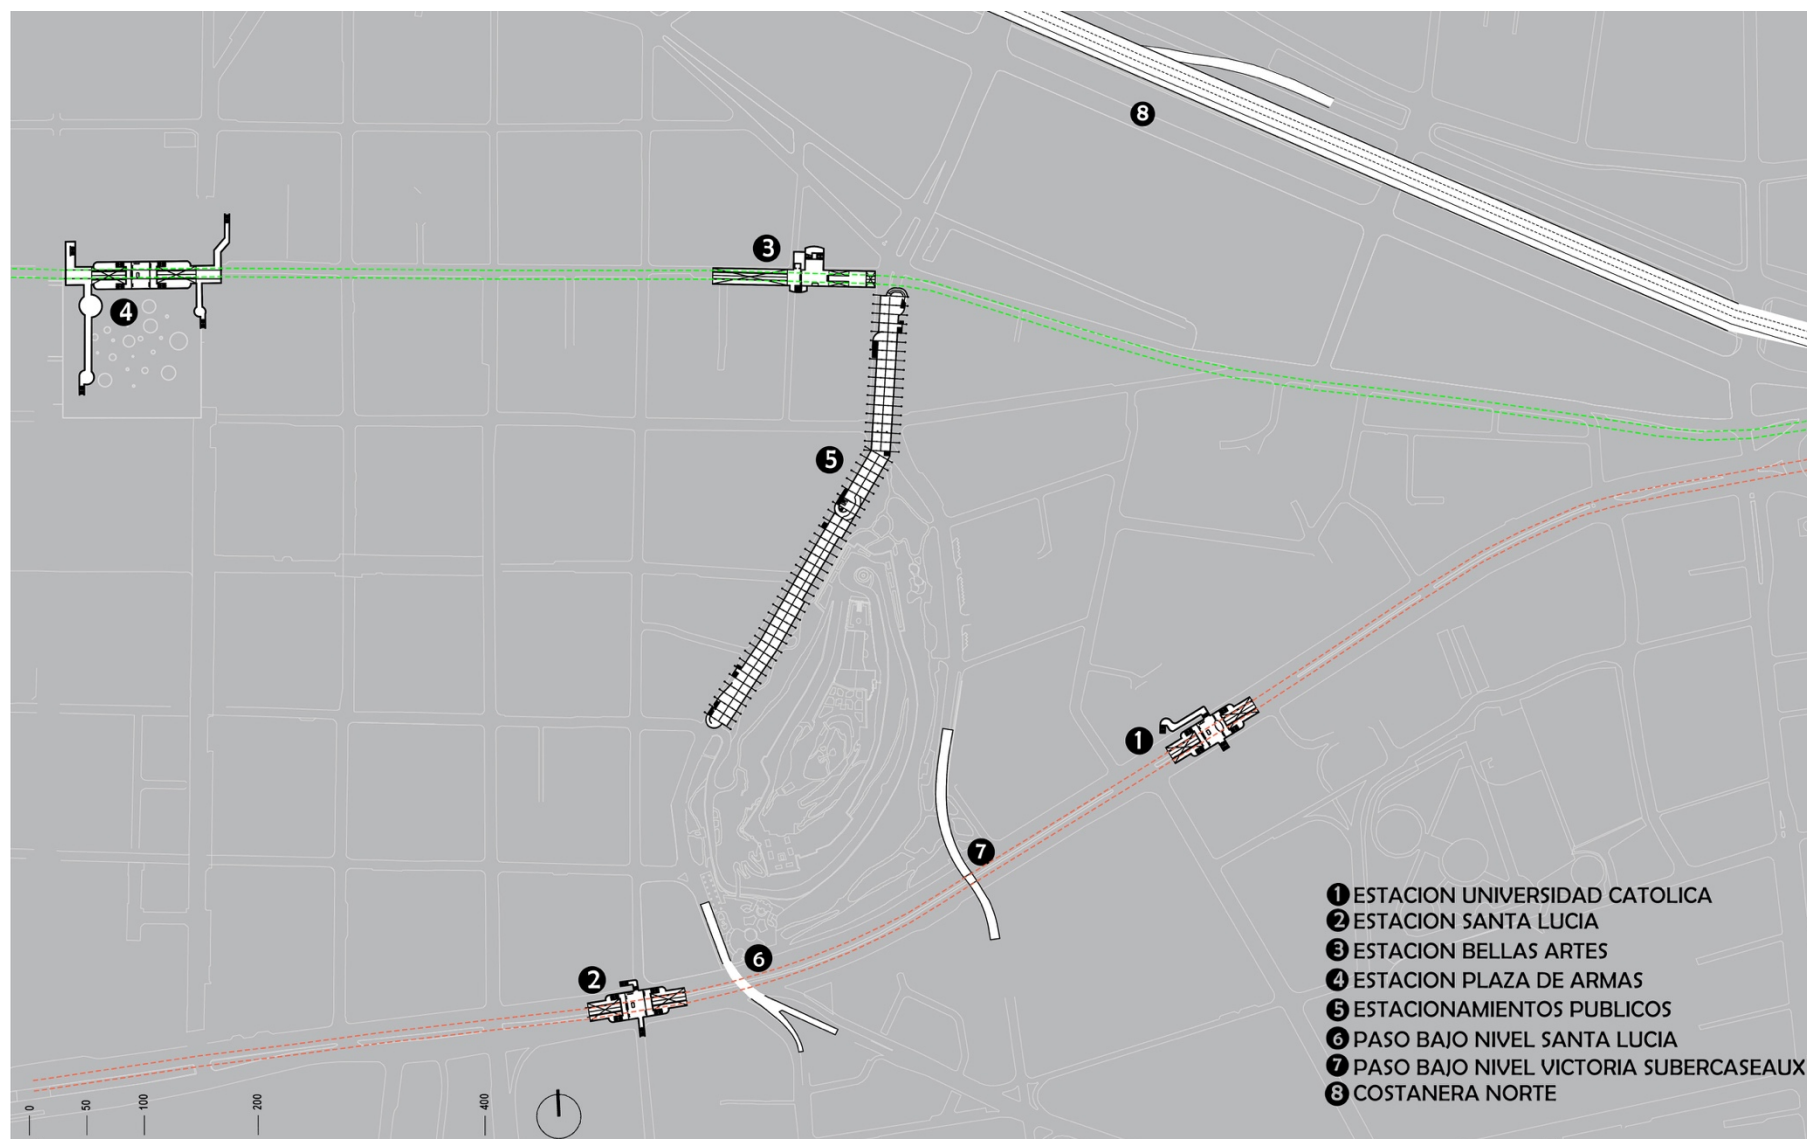 8
3
4
5
1
7
6
2
1 ESTACION UNIVERSIDAD CATOLICA
2 ESTACION SANTA LUCIA
3 ESTACION BELLAS ARTES
4 ESTACION PLAZA DE ARMAS
5 ESTACIONAMIENTOS PUBLICOS
6 PASO BAJO NIVEL SANTA LUCIA
7 PASO BAJO NIVEL VICTORIA SUBERCASEAUX
8 COSTANERA NORTE
0 50 100 200 400